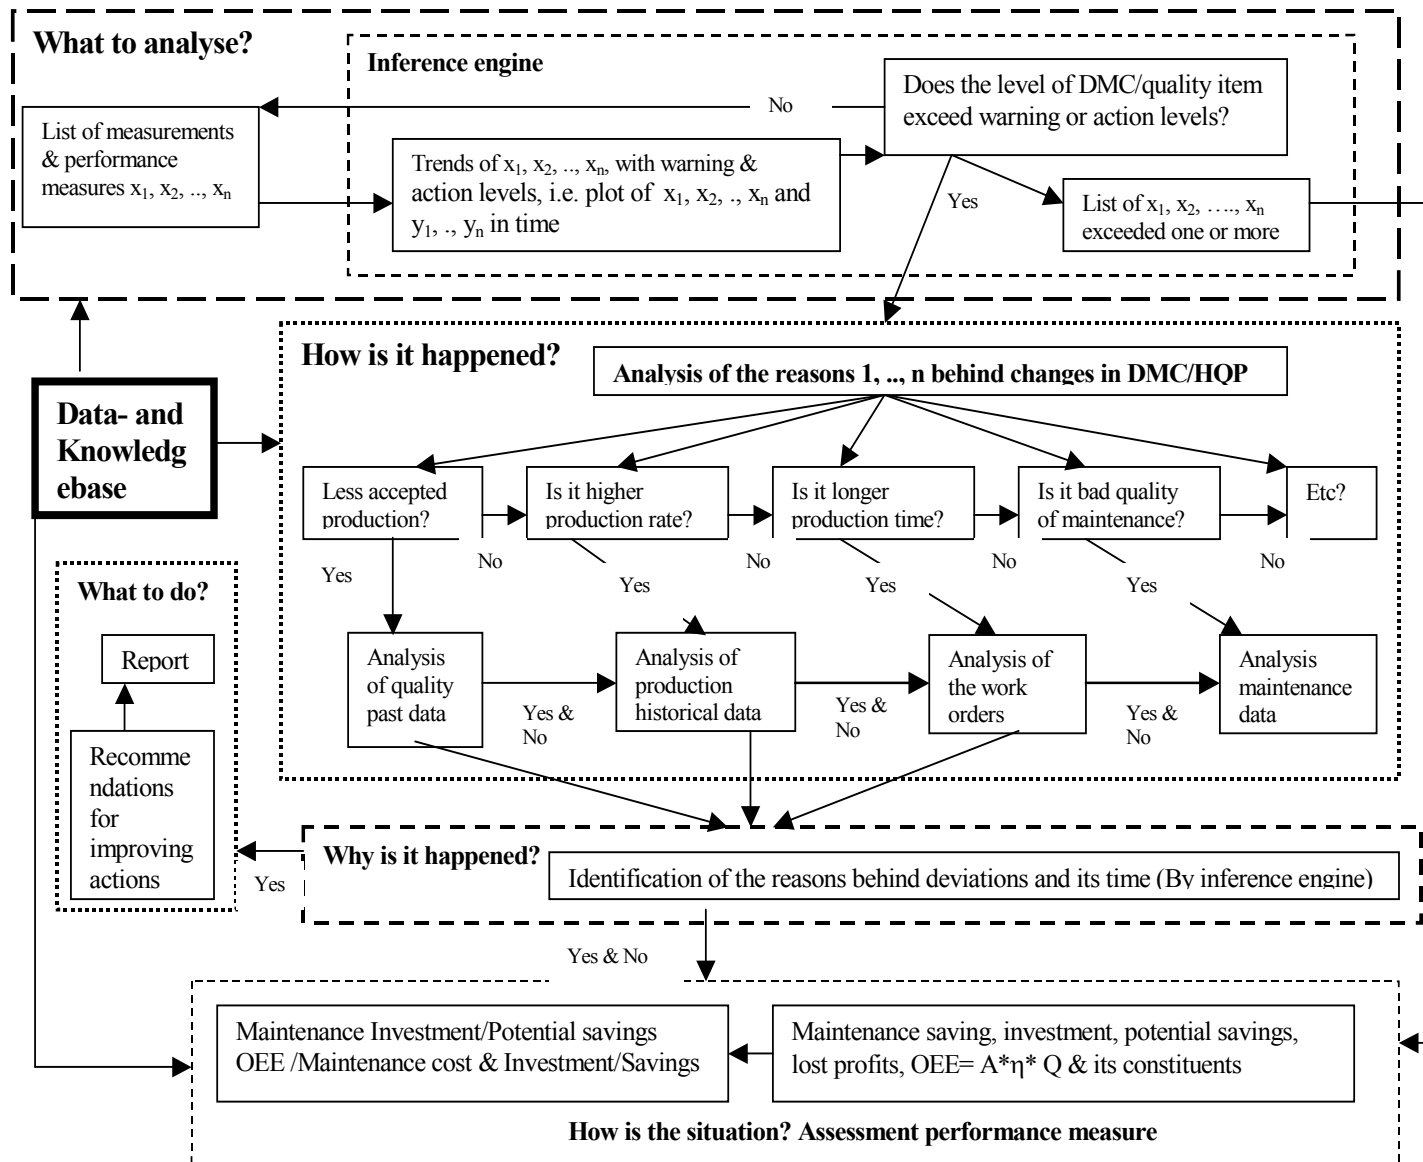 What to analyse?
Inference engine
Does the level of DMC/quality item
exceed warning or action levels?
No
List of measurements
& performance
measures x₁, x₂, .., xₙ
Trends of x₁, x₂, .., xₙ, with warning &
action levels, i.e. plot of x₁, x₂, ., xₙ and
y₁, ., yₙ in time
Yes
List of x₁, x₂, …., xₙ
exceeded one or more
How is it happened?
Analysis of the reasons 1, .., n behind changes in DMC/HQP
Data- and
Knowledg
ebase
Less accepted
production?
Is it higher
production rate?
Is it longer
production time?
Is it bad quality
of maintenance?
Etc?
No
No
No
No
Yes
Yes
Yes
Yes
What to do?
Report
Analysis
of quality
past data
Analysis of
production
historical data
Analysis of
the work
orders
Analysis
maintenance
data
Yes &
No
Yes &
No
Yes &
No
Recomme
ndations
for
improving
actions
Why is it happened?
Identification of the reasons behind deviations and its time (By inference engine)
Yes
Yes & No
Maintenance Investment/Potential savings
OEE /Maintenance cost & Investment/Savings
Maintenance saving, investment, potential savings,
lost profits, OEE= A*η* Q & its constituents
How is the situation? Assessment performance measure